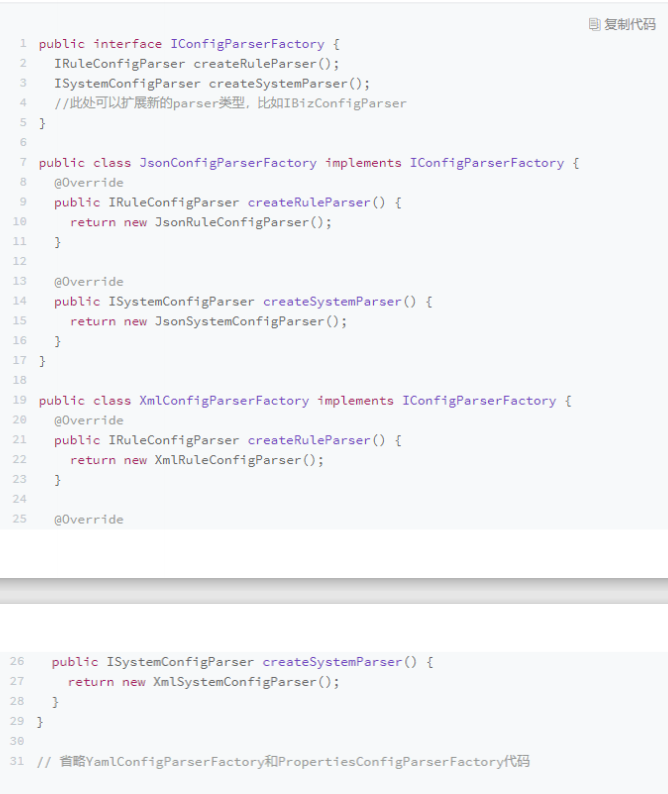 复制代码
1 public interface IConfigParserFactory {
2   IRuleConfigParser createRuleParser();
3   ISystemConfigParser createSystemParser();
4   //此处可以扩展新的parser类型，比如IBizConfigParser
5 }
6
7 public class JsonConfigParserFactory implements IConfigParserFactory {
8   @Override
9   public IRuleConfigParser createRuleParser() {
10     return new JsonRuleConfigParser();
11   }
12
13   @Override
14   public ISystemConfigParser createSystemParser() {
15     return new JsonSystemConfigParser();
16   }
17 }
18
19 public class XmlConfigParserFactory implements IConfigParserFactory {
20   @Override
21   public IRuleConfigParser createRuleParser() {
22     return new XmlRuleConfigParser();
23   }
24
25   @Override
26   public ISystemConfigParser createSystemParser() {
27     return new XmlSystemConfigParser();
28   }
29 }
30
31 // 省略YamlConfigParserFactory和PropertiesConfigParserFactory代码